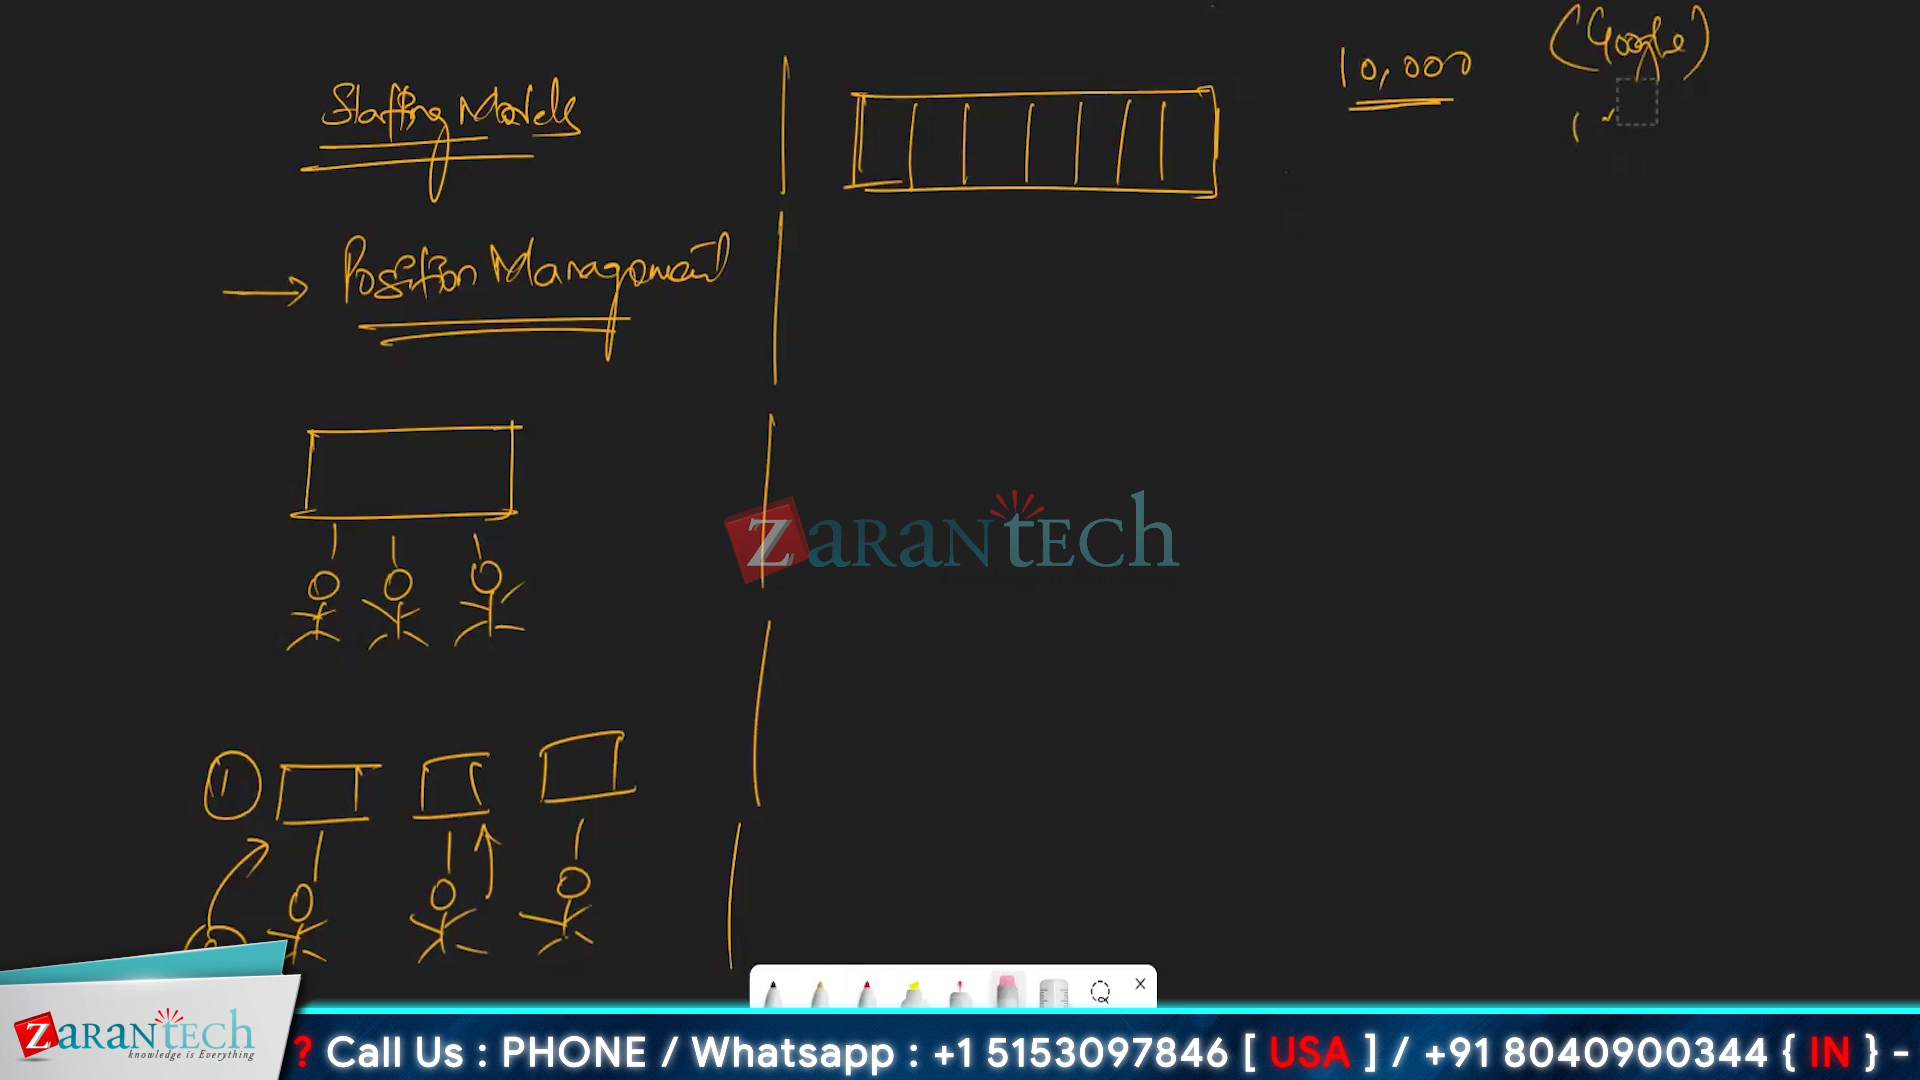 Staffing Models
10,000
(Google)
→ Position Management
ZARANTECH
1
ZARANTECH
knowledge is Everything
? Call Us : PHONE / Whatsapp : +1 5153097846 [ USA ] / +91 8040900344 { IN } -